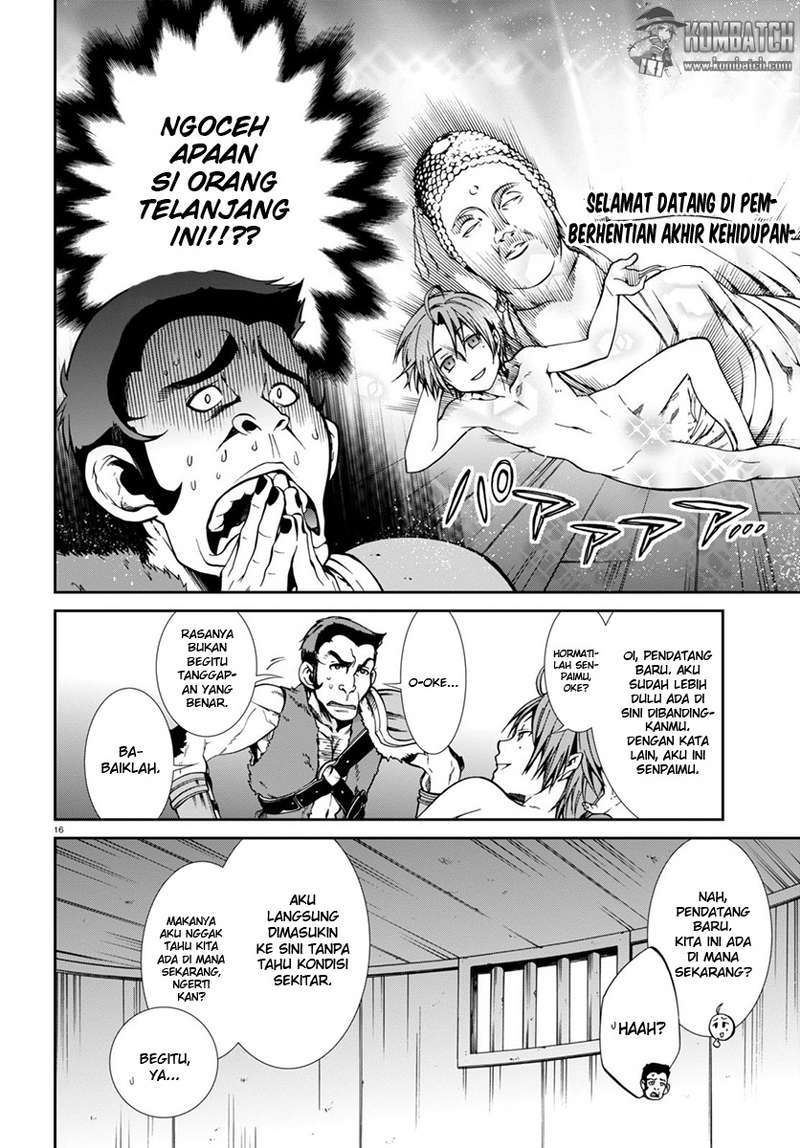 KOMBATCH
www.kombatch.com
SELAMAT DATANG DI PEM-
BERHENTIAN AKHIR KEHIDUPAN-
NGOCEH
APAAN
SI ORANG
TELANJANG
INI!!??
パアアアア...
OI, PENDATANG
BARU. AKU
SUDAH LEBIH
DULU ADA DI
SINI DIBANDING-
KANMU.
DENGAN KATA
LAIN, AKU INI
SENPAIMU.
HORMATI-
LAH SEN-
PAIMU,
OKE?
O-OKE...
RASANYA
BUKAN
BEGITU
TANGGAP-
AN YANG
BENAR.
BA-
BAIKLAH.
16
NAH,
PENDATANG
BARU.
KITA INI ADA
DI MANA
SEKARANG?
HAAH?
AKU
LANGSUNG
DIMASUKIN
KE SINI TANPA
TAHU KONDISI
SEKITAR.
MAKANYA
AKU NGGAK
TAHU KITA
ADA DI MANA
SEKARANG,
NGERTI
KAN?
BEGITU,
YA...